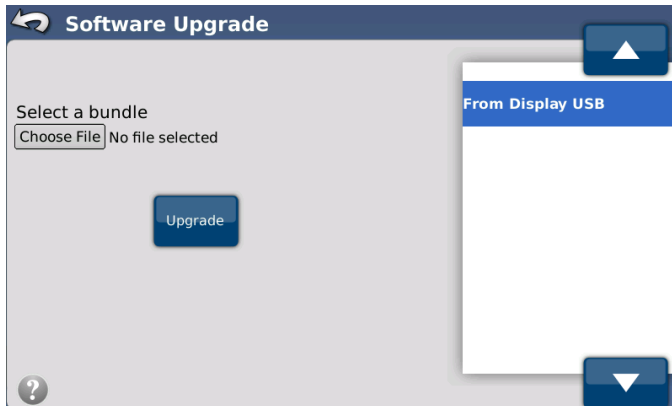 Software Upgrade
Select a bundle
Choose File No file selected
Upgrade
From Display USB
?